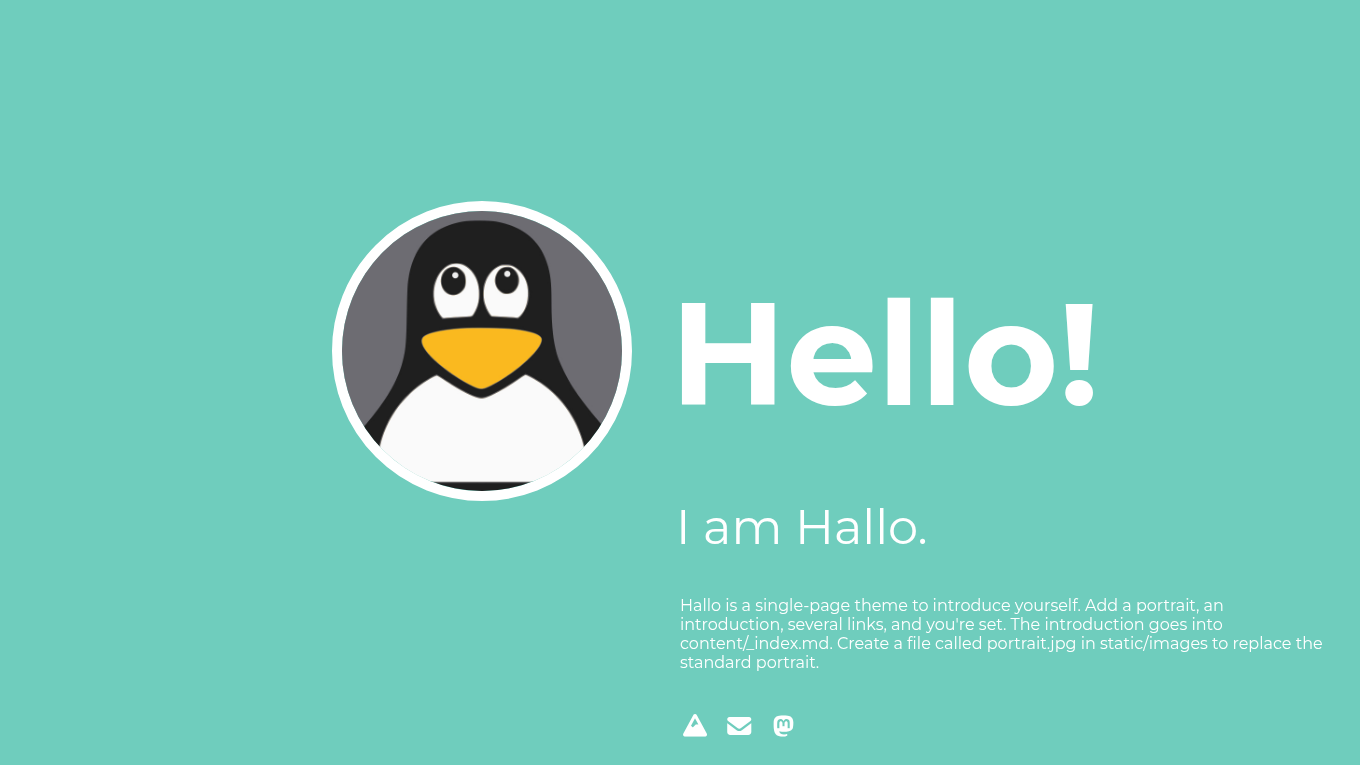 Hello!
I am Hallo.
Hallo is a single-page theme to introduce yourself. Add a portrait, an
introduction, several links, and you're set. The introduction goes into
content/_index.md. Create a file called portrait.jpg in static/images to replace the
standard portrait.